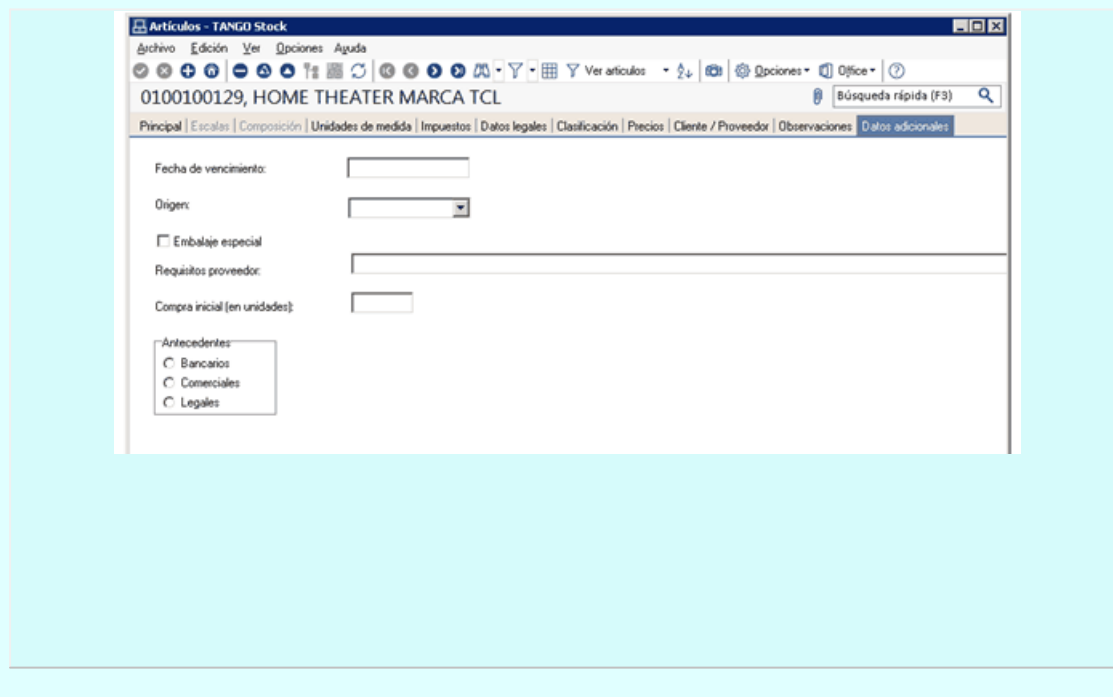 Artículos - TANGO Stock
Archivo Edición Ver Opciones Ayuda
Ver artículos Opciones Office
0100100129, HOME THEATER MARCA TCL Búsqueda rápida (F3)
Principal Escalas Composición Unidades de medida Impuestos Datos legales Clasificación Precios Cliente / Proveedor Observaciones Datos adicionales
Fecha de vencimiento:
Origen:
Embalaje especial
Requisitos proveedor:
Compra inicial (en unidades):
Antecedentes
Bancarios
Comerciales
Legales